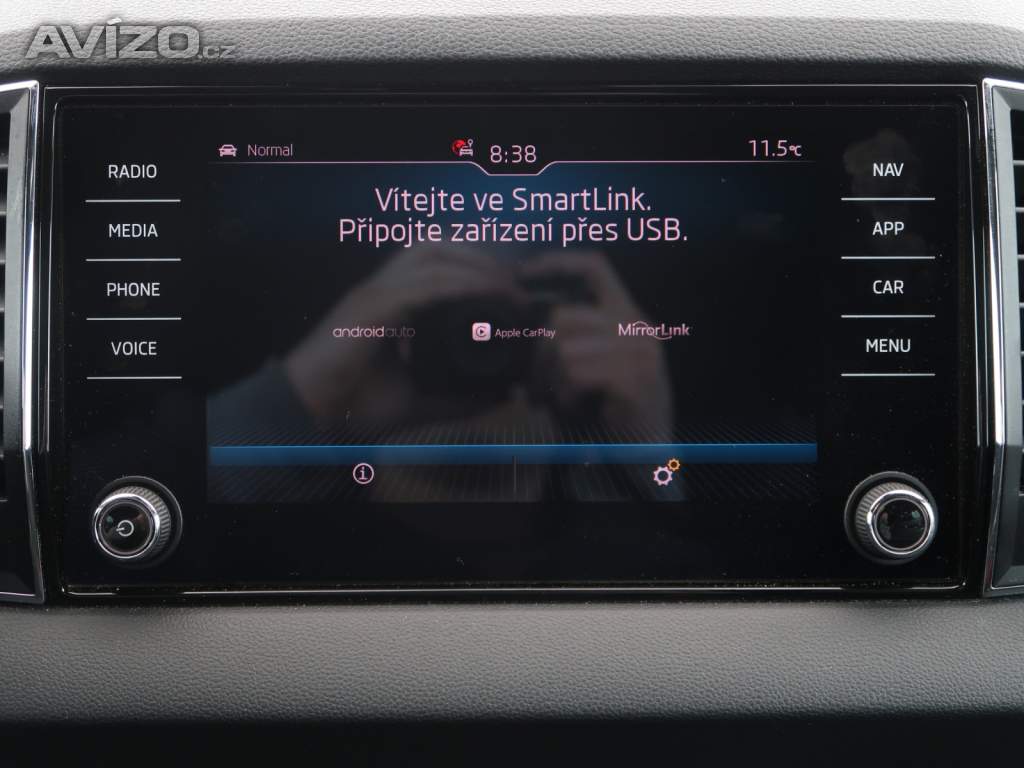 AVÍZO.cz
Normal
8:38
11.5°C
RADIO
MEDIA
PHONE
VOICE
Vítejte ve SmartLink.
Připojte zařízení přes USB.
androidauto
Apple CarPlay
MirrorLink
NAV
APP
CAR
MENU